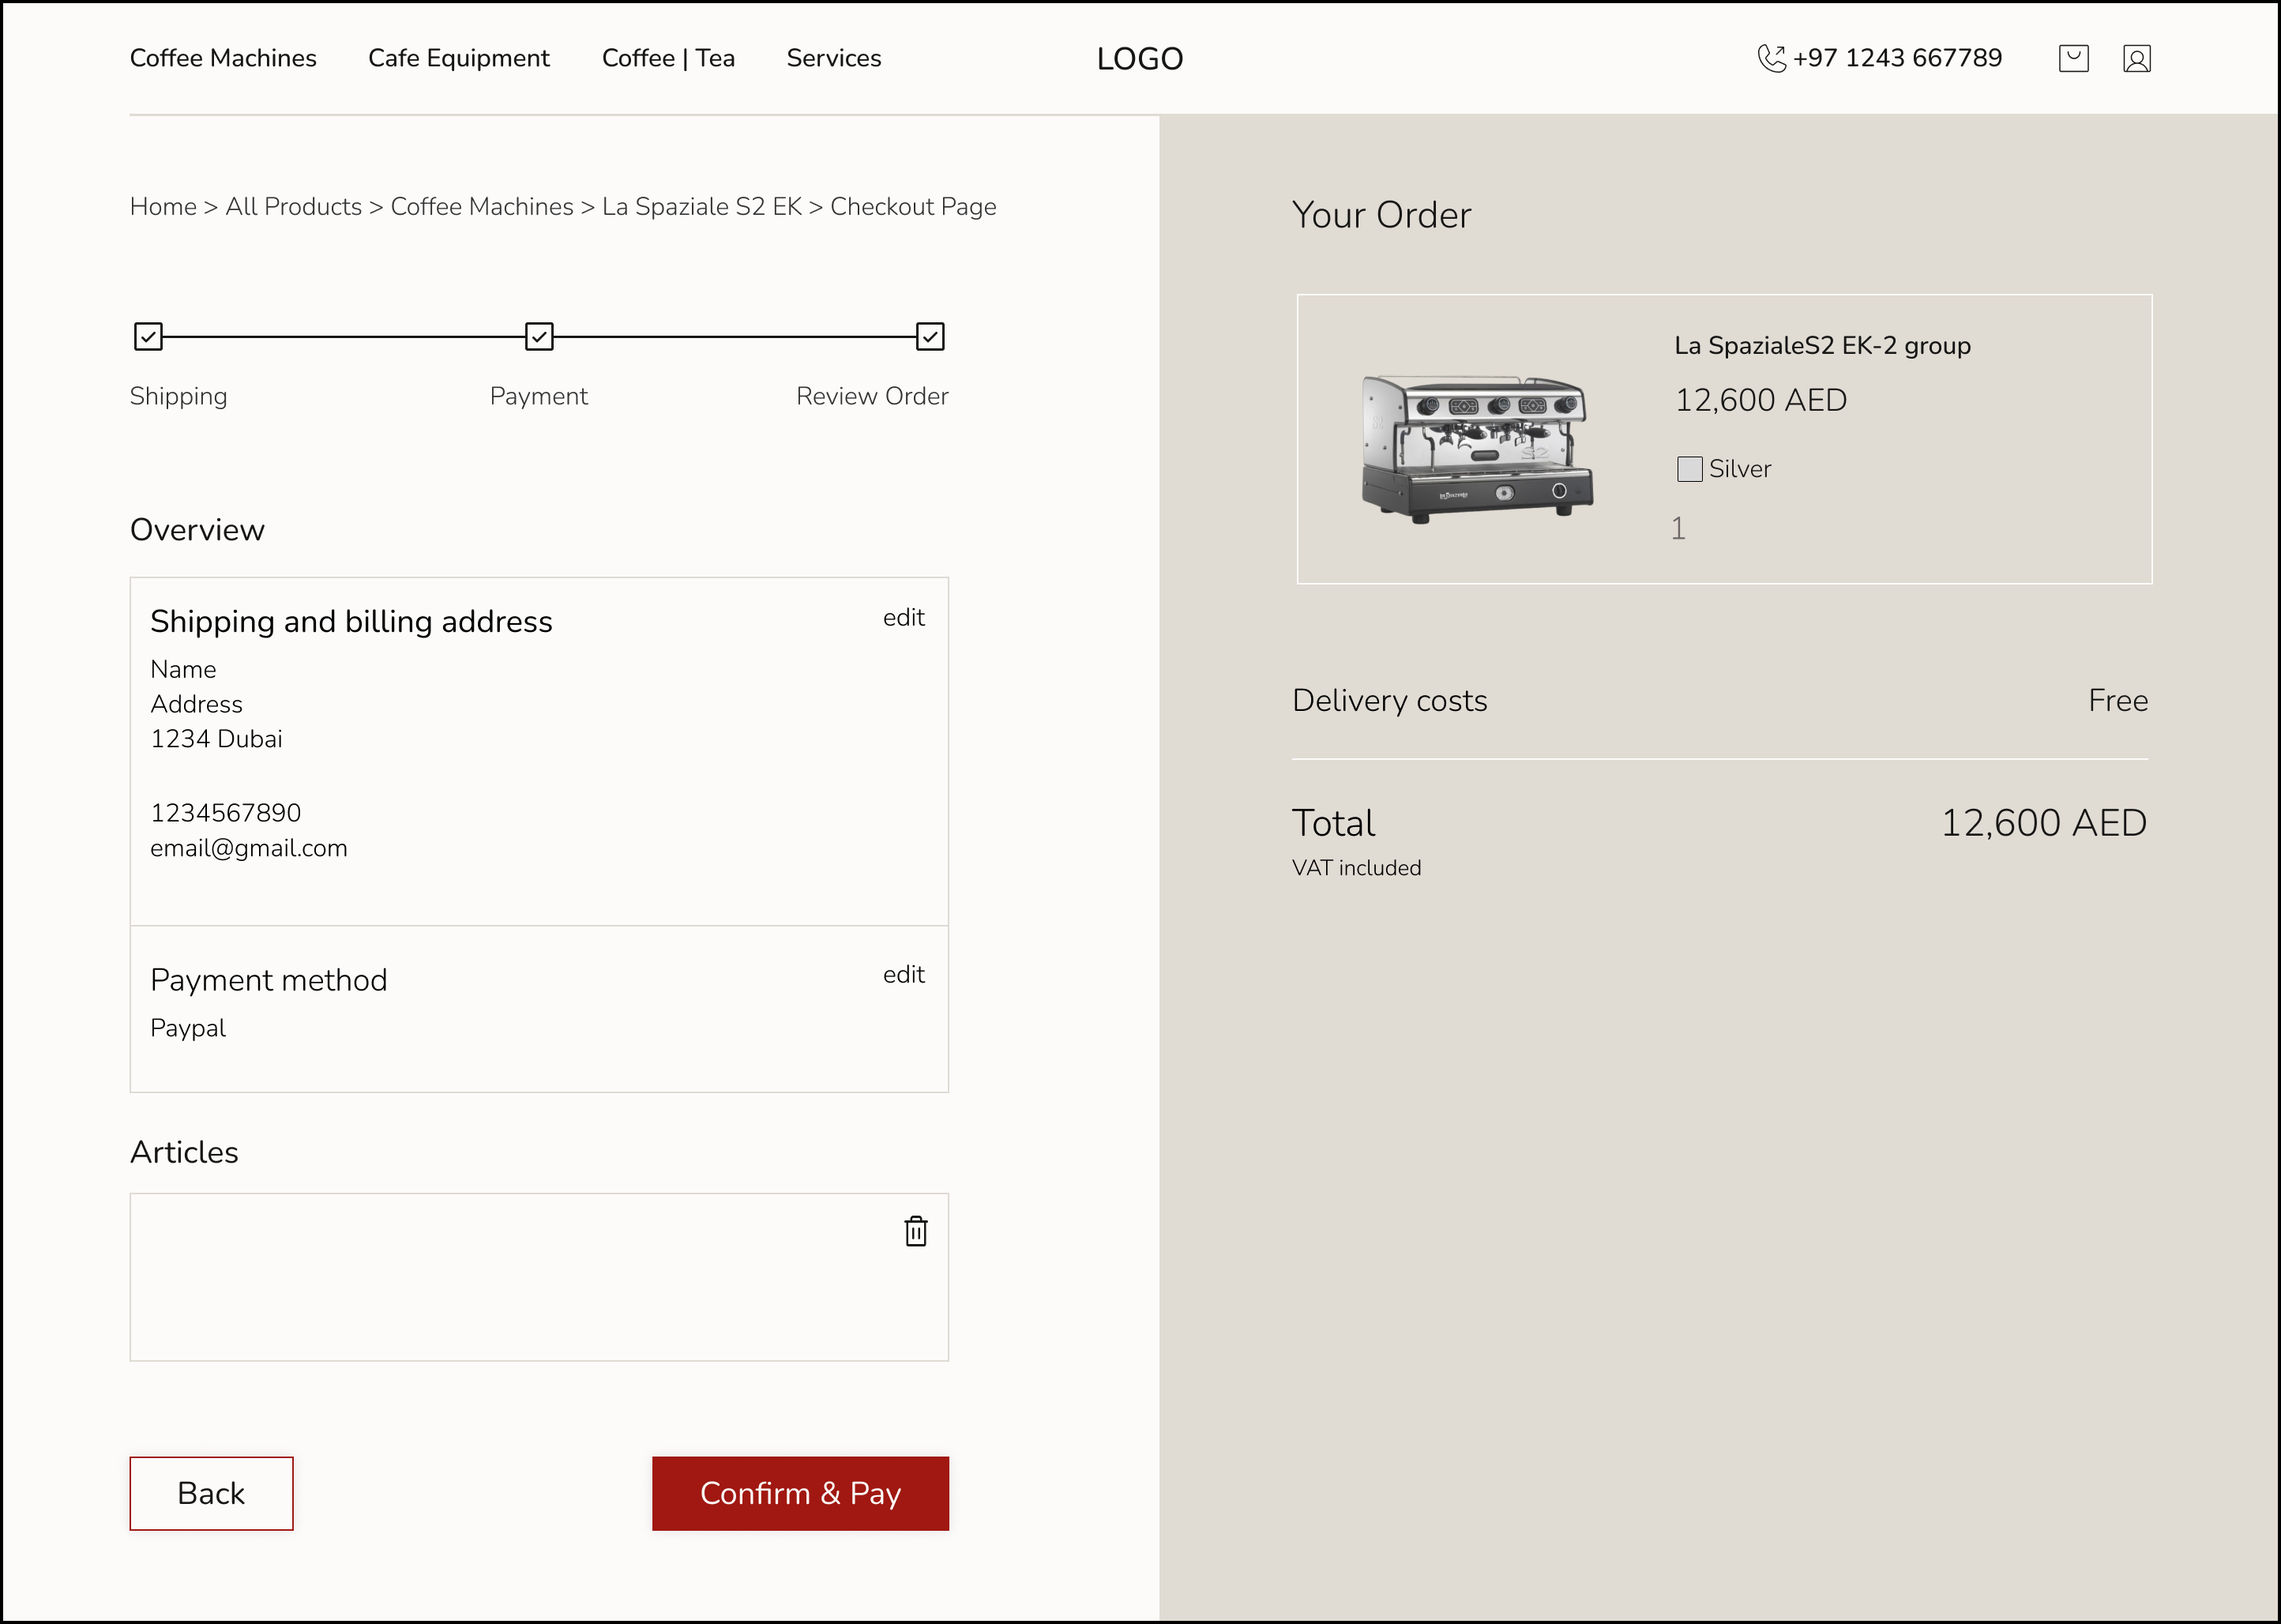 Coffee Machines Cafe Equipment Coffee | Tea Services LOGO +97 1243 667789
Home > All Products > Coffee Machines > La Spaziale S2 EK > Checkout Page
Shipping Payment Review Order
Overview
Shipping and billing address edit
Name
Address
1234 Dubai
1234567890
email@gmail.com
Payment method edit
Paypal
Articles
Back Confirm & Pay
Your Order
La SpazialeS2 EK-2 group
12,600 AED
Silver
1
Delivery costs Free
Total 12,600 AED
VAT included